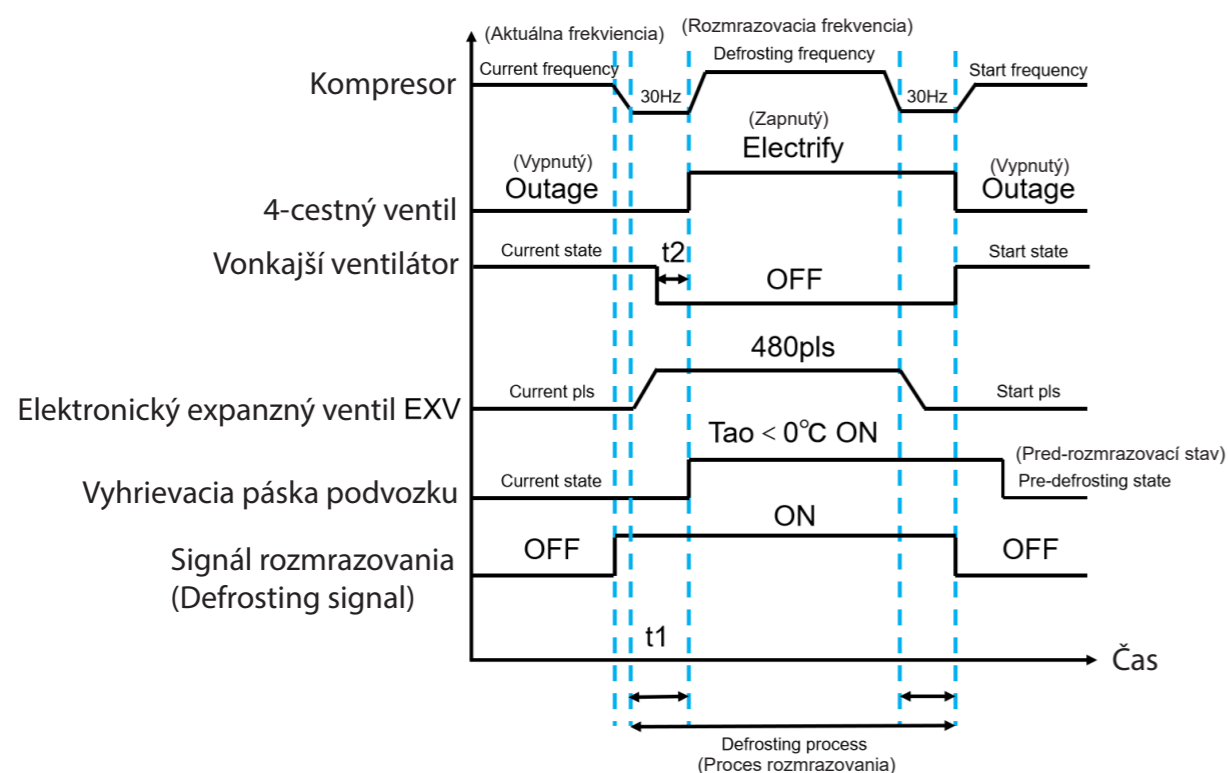 (Aktuálna frekviencia)
(Rozmrazovacia frekvencia)
Kompresor
Current frequency
30Hz
Defrosting frequency
30Hz
Start frequency
4-cestný ventil
(Vypnutý)
Outage
(Zapnutý)
Electrify
(Vypnutý)
Outage
Vonkajší ventilátor
Current state
t2
OFF
Start state
Elektronický expanzný ventil EXV
Current pls
480pls
Start pls
Vyhrievacia páska podvozku
Current state
Tao < 0℃ ON
(Pred-rozmrazovací stav)
Pre-defrosting state
Signál rozmrazovania
(Defrosting signal)
OFF
ON
OFF
t1
Čas
Defrosting process
(Proces rozmrazovania)